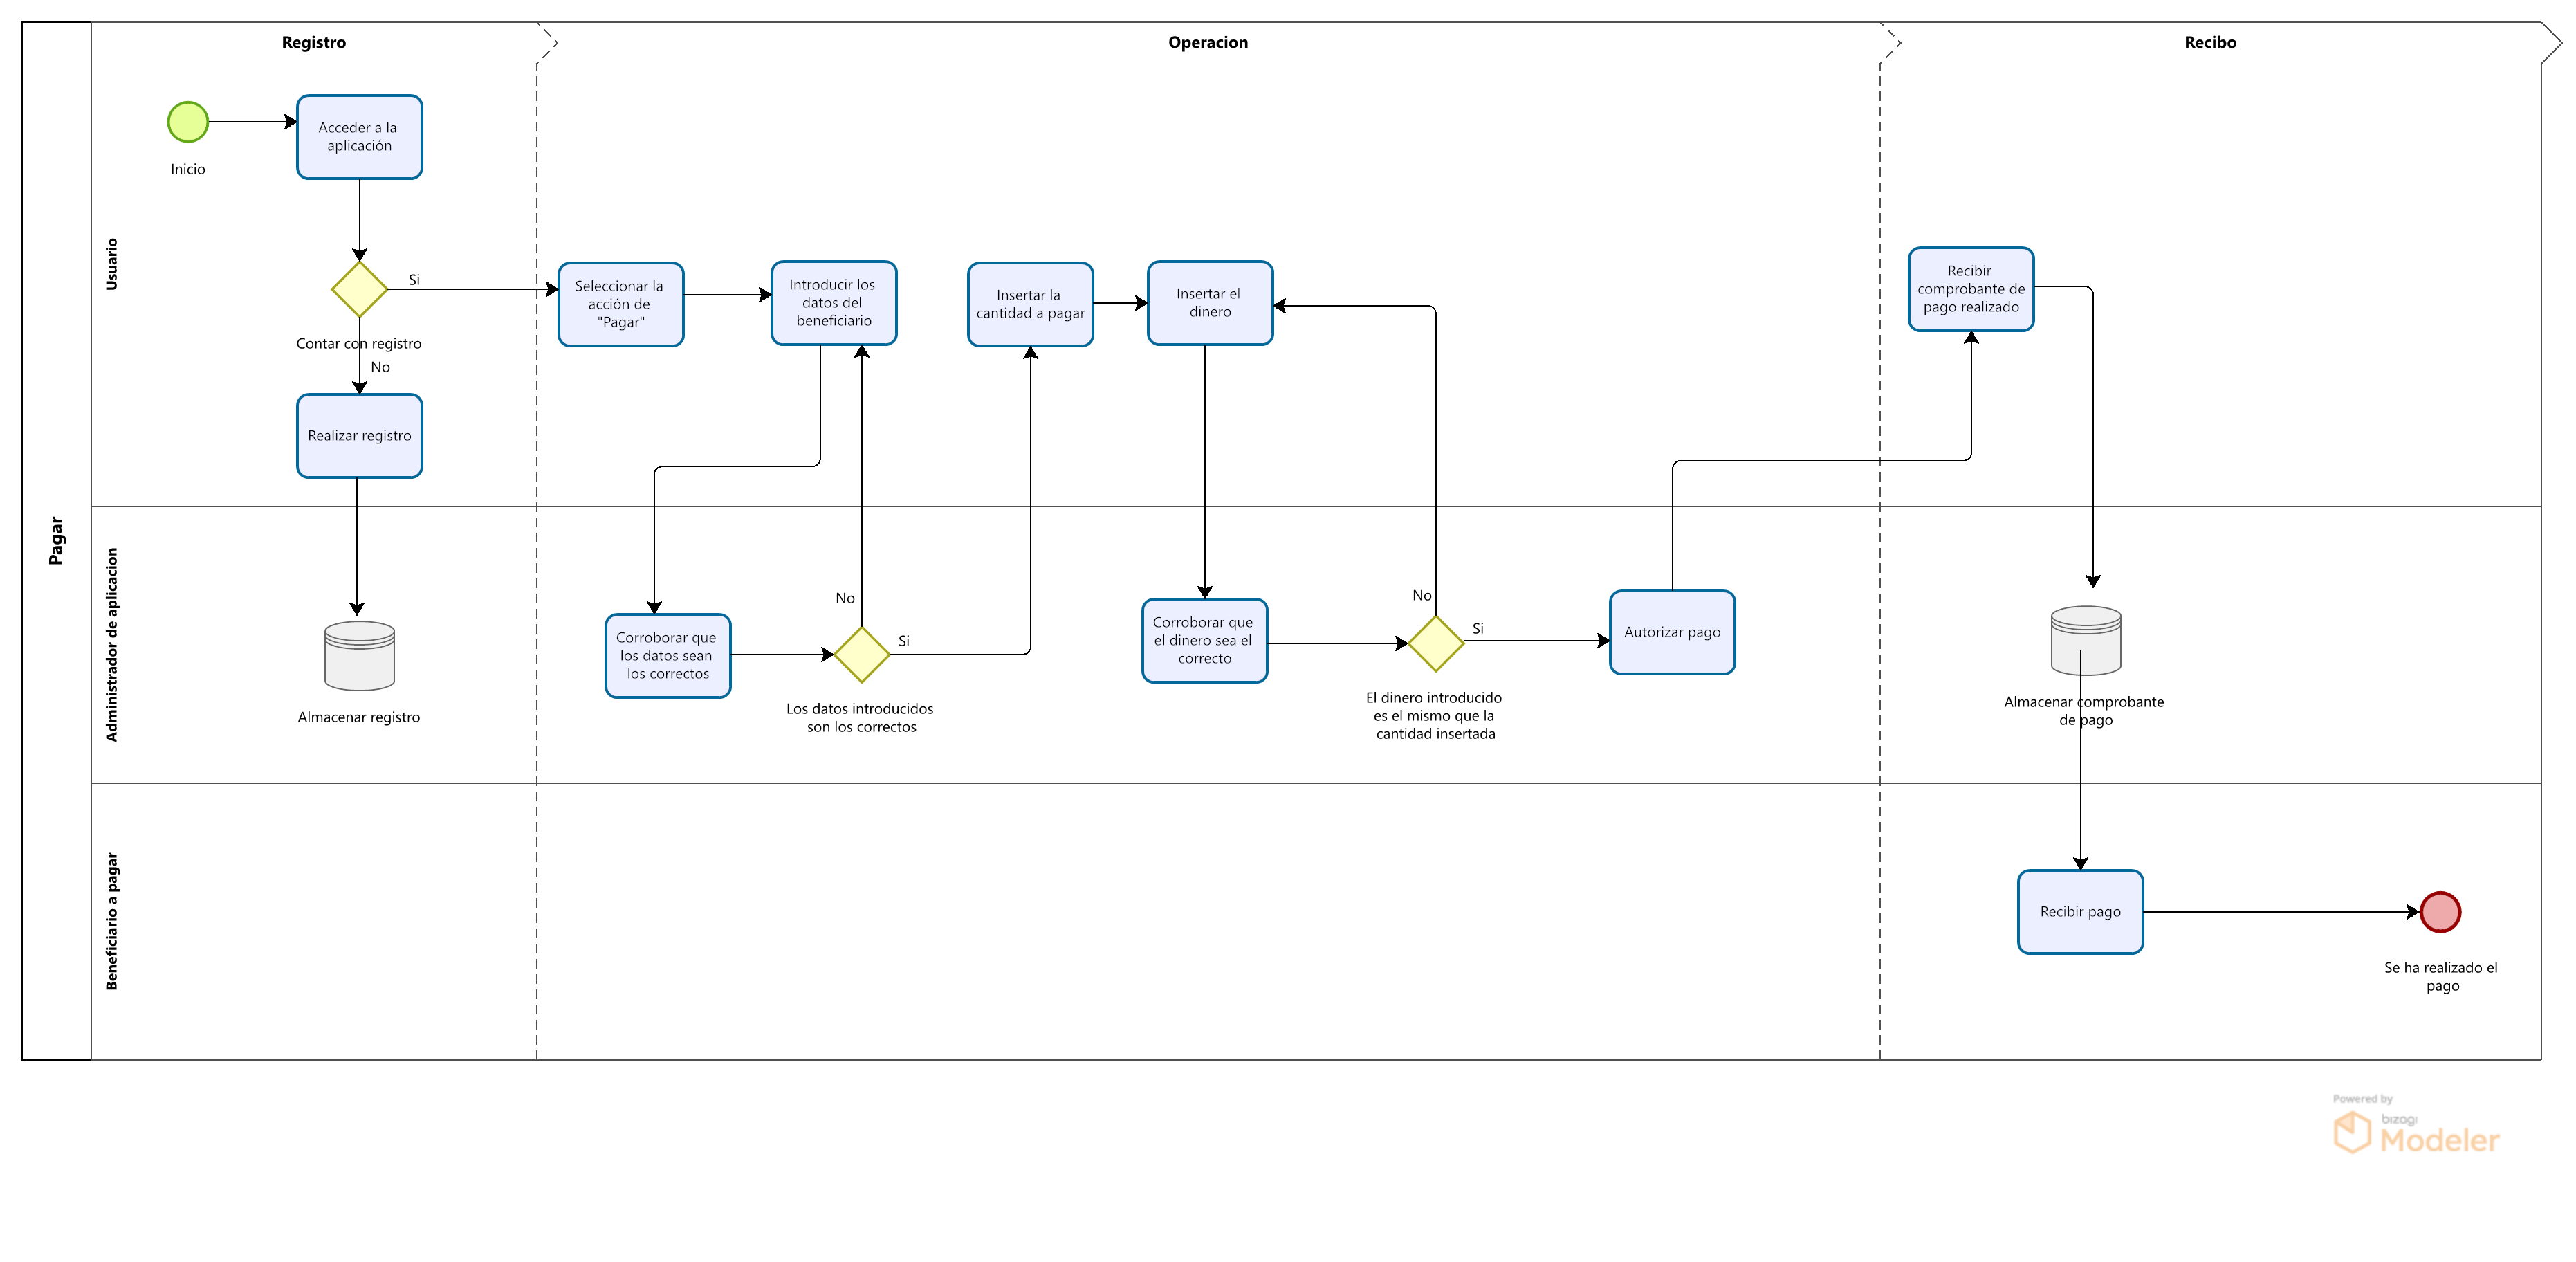 Pagar
Registro
Operacion
Recibo
Usuario
Inicio
Acceder a la
aplicación
Si
Contar con registro
No
Realizar registro
Seleccionar la
acción de
"Pagar"
Introducir los
datos del
beneficiario
Insertar la
cantidad a pagar
Insertar el
dinero
Recibir
comprobante de
pago realizado
Administrador de aplicacion
Almacenar registro
Corroborar que
los datos sean
los correctos
No
Si
Los datos introducidos
son los correctos
Corroborar que
el dinero sea el
correcto
No
Si
El dinero introducido
es el mismo que la
cantidad insertada
Autorizar pago
Almacenar comprobante
de pago
Beneficiario a pagar
Recibir pago
Se ha realizado el
pago
Powered by
bizagi
Modeler